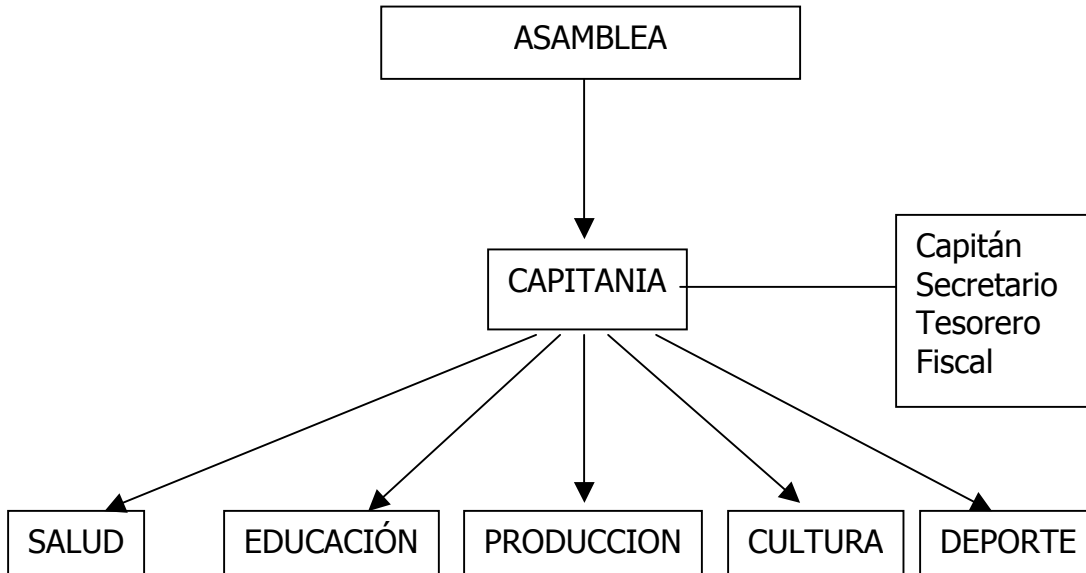 ASAMBLEA
CAPITANIA
Capitán
Secretario
Tesorero
Fiscal
SALUD
EDUCACIÓN
PRODUCCION
CULTURA
DEPORTE